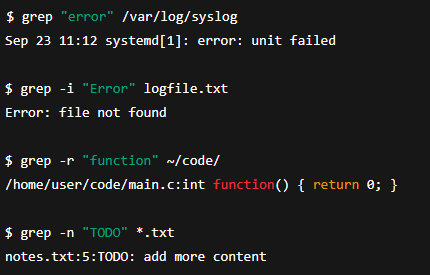 $ grep "error" /var/log/syslog
Sep 23 11:12 systemd[1]: error: unit failed
$ grep -i "Error" logfile.txt
Error: file not found
$ grep -r "function" ~/code/
/home/user/code/main.c:int function() { return 0; }
$ grep -n "TODO" *.txt
notes.txt:5:TODO: add more content